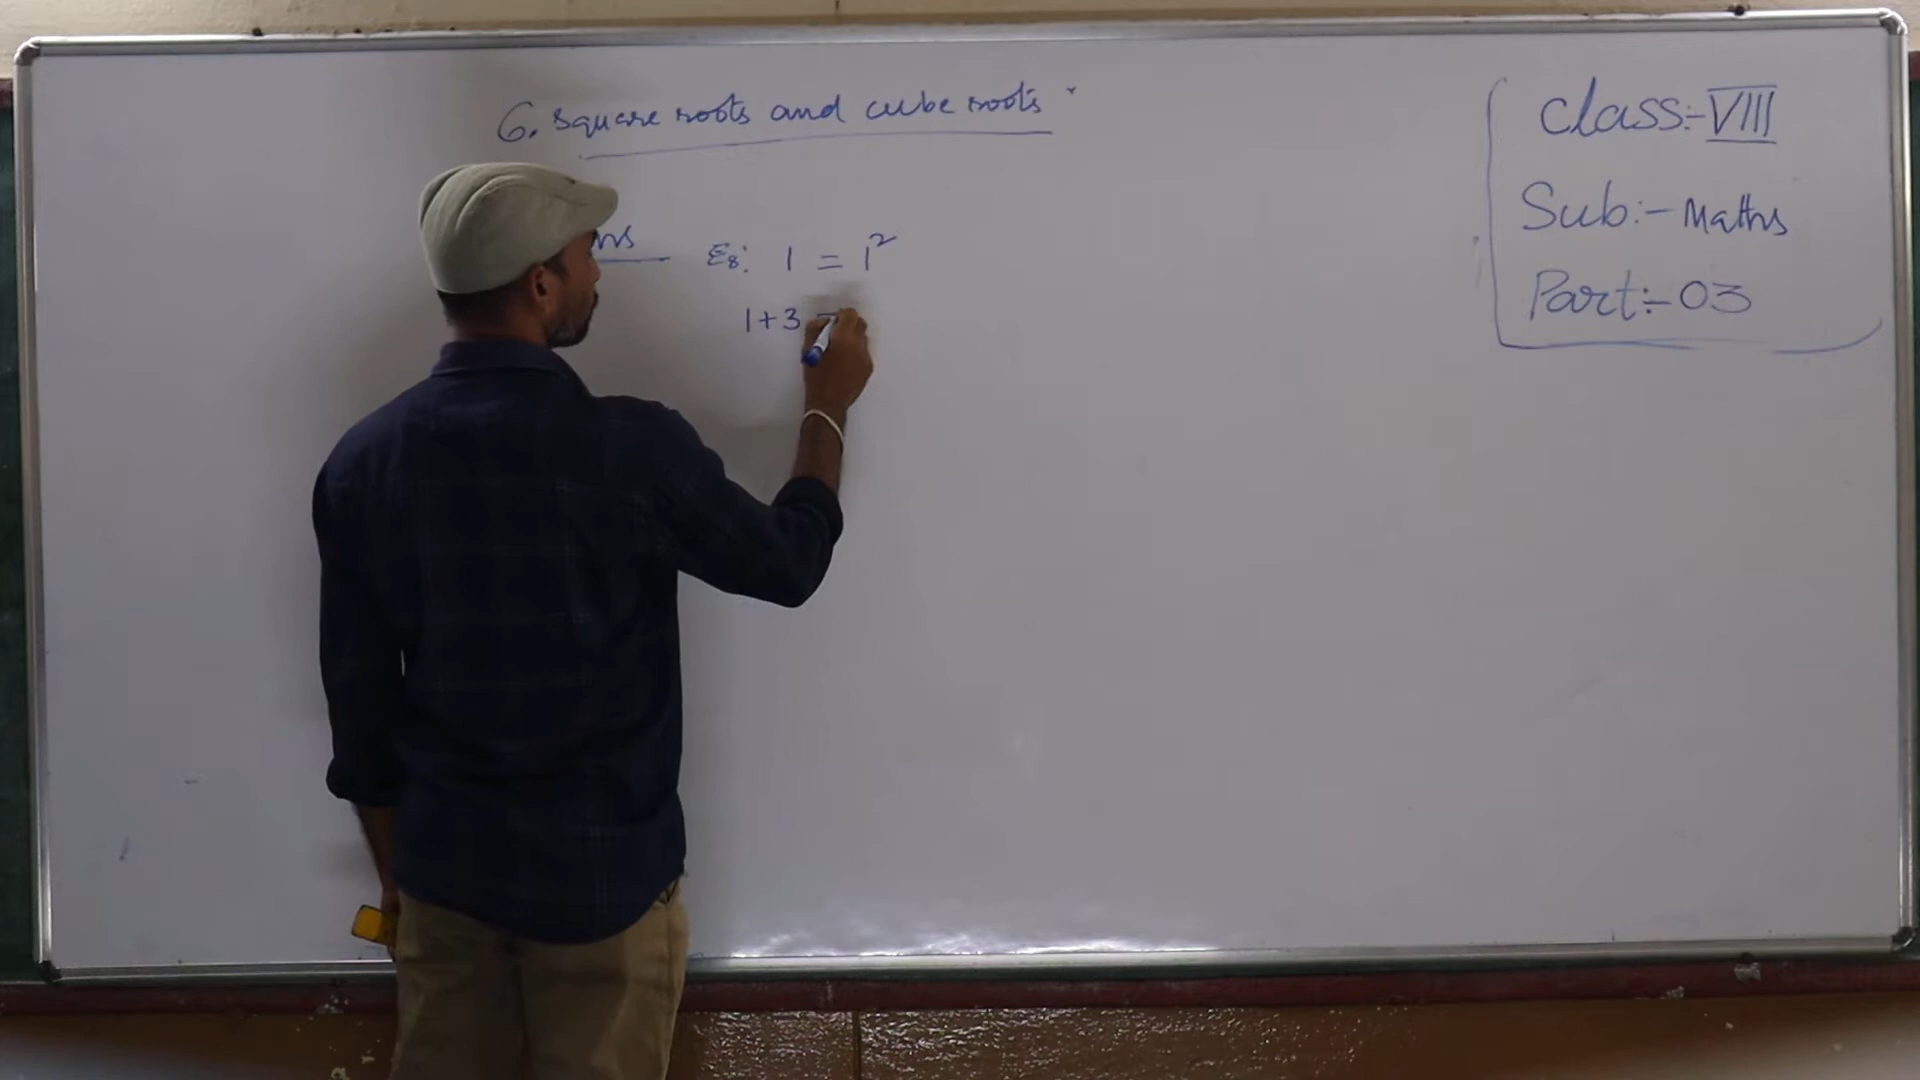 6. Square roots and cube roots
Class:- VIII
Sub:- Maths
Part:- 03
Eg: 1 = 1²
1+3 =